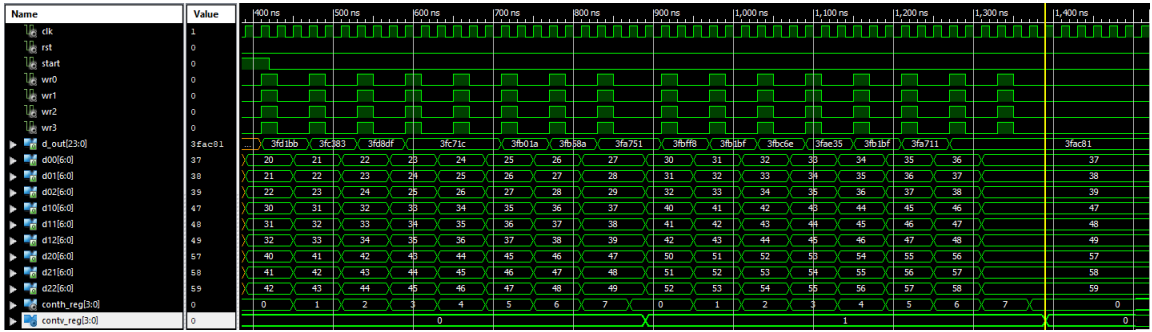 Name Value 400 ns 500 ns 600 ns 700 ns 800 ns 900 ns 1,000 ns 1,100 ns 1,200 ns 1,300 ns 1,400 ns
clk 1
rst 0
start 0
wr0 0
wr1 0
wr2 0
wr3 0
d_out[23:0] 3fac81 ... 3fd1bb 3fc383 3fd8df 3fc71c 3fb01a 3fb68a 3fa751 3fbff8 3fb1bf 3fbc6e 3fae35 3fb1bf 3fa711 3fac81
d00[6:0] 37 20 21 22 23 24 25 26 27 30 31 32 33 34 35 36 37
d01[6:0] 38 21 22 23 24 25 26 27 28 31 32 33 34 35 36 37 38
d02[6:0] 39 22 23 24 25 26 27 28 29 32 33 34 35 36 37 38 39
d10[6:0] 47 30 31 32 33 34 35 36 37 40 41 42 43 44 45 46 47
d11[6:0] 48 31 32 33 34 35 36 37 38 41 42 43 44 45 46 47 48
d12[6:0] 49 32 33 34 35 36 37 38 39 42 43 44 45 46 47 48 49
d20[6:0] 57 40 41 42 43 44 45 46 47 50 51 52 53 54 55 56 57
d21[6:0] 58 41 42 43 44 45 46 47 48 51 52 53 54 55 56 57 58
d22[6:0] 59 42 43 44 45 46 47 48 49 52 53 54 55 56 57 58 59
conth_reg[3:0] 0 0 1 2 3 4 5 6 7 0 1 2 3 4 5 6 7 0
contv_reg[3:0] 0 0 1 0